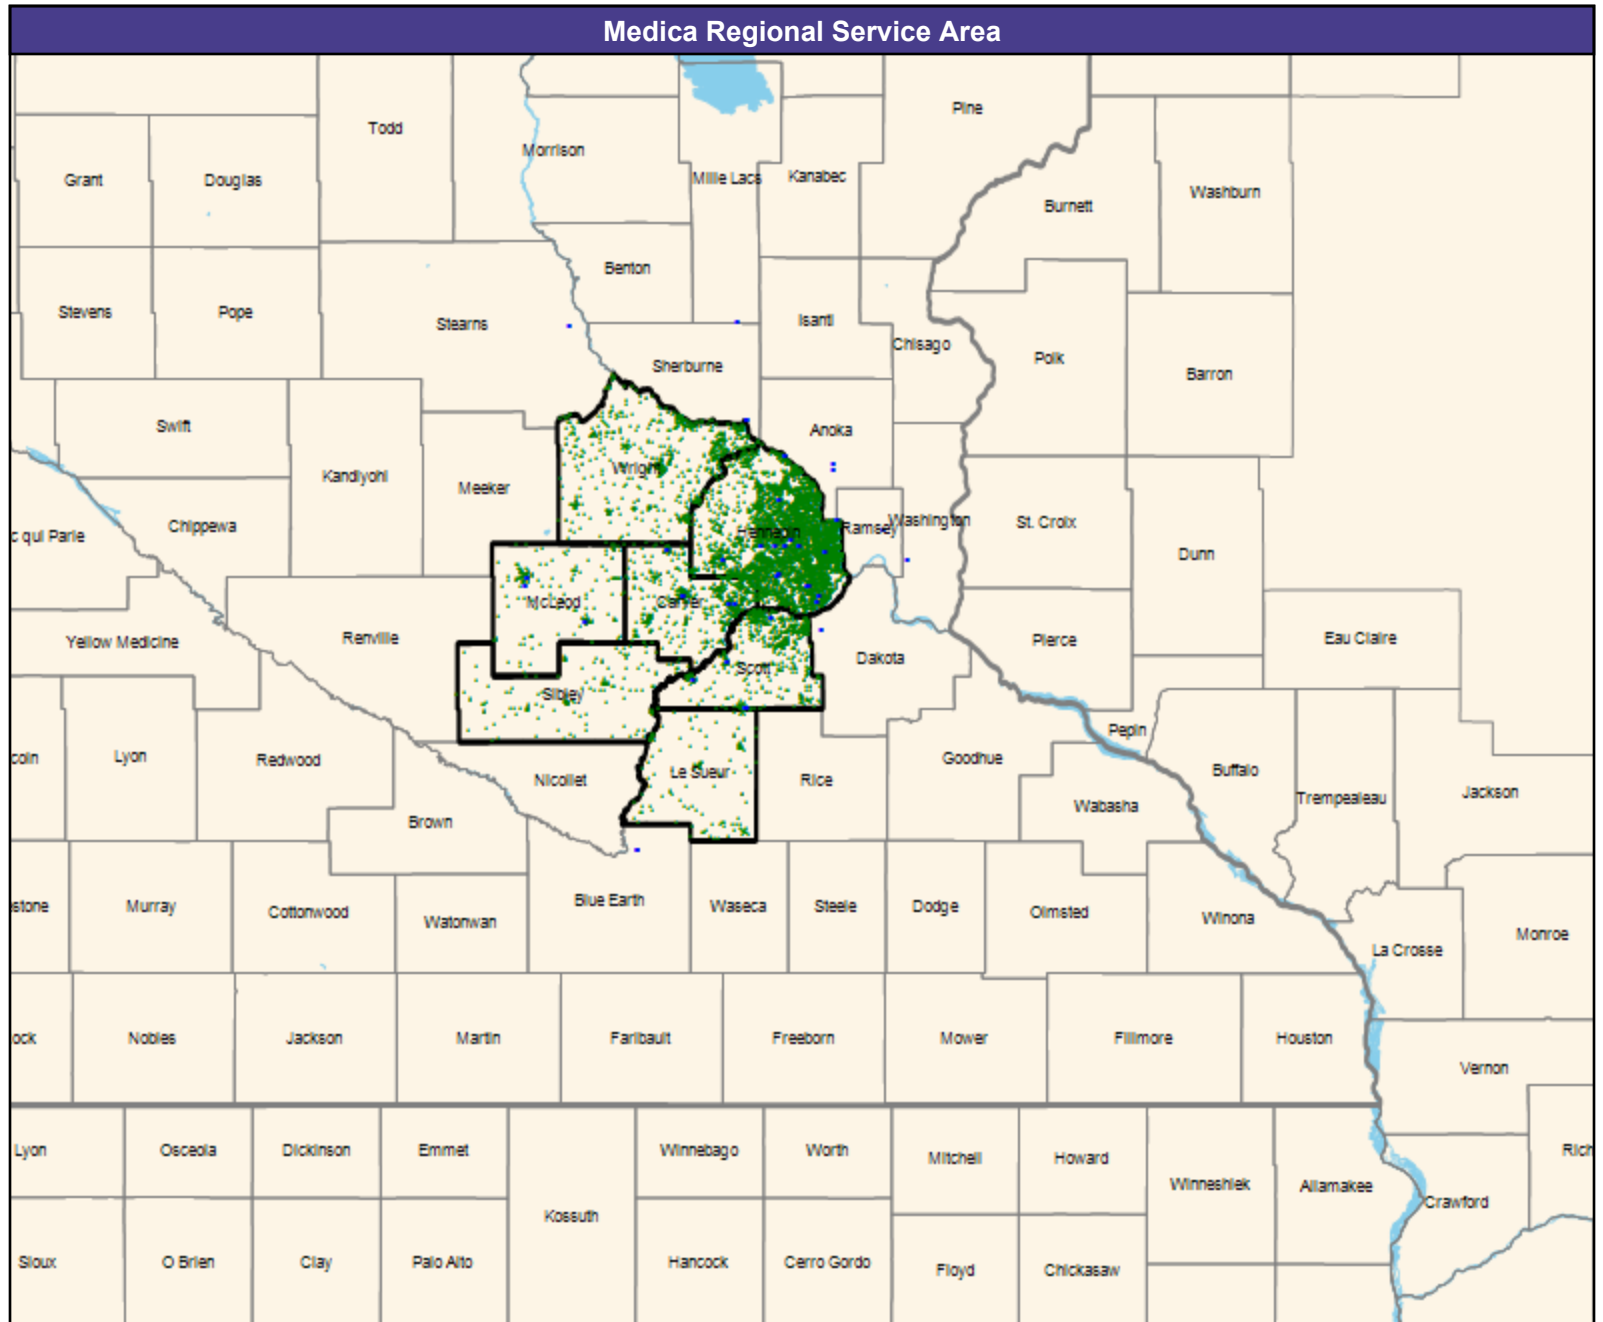 Medica Regional Service Area
Pine
Todd
Morrison
Grant
Douglas
Mille Lacs
Kanabec
Washburn
Burnett
Benton
Stevens
Pope
Stearns
Isanti
Chisago
Polk
Barron
Sherburne
Swift
Anoka
Kandiyohi
Meeker
Wright
Chippewa
c qui Parle
Hennepin
Ramsey
Washington
St. Croix
Dunn
McLeod
Carver
Yellow Medicine
Renville
Pierce
Eau Claire
Dakota
Scott
Sibley
Pepin
coln
Lyon
Redwood
Nicollet
Le Sueur
Rice
Goodhue
Buffalo
Trempealeau
Jackson
Wabasha
Brown
stone
Murray
Cottonwood
Watonwan
Blue Earth
Waseca
Steele
Dodge
Olmsted
Winona
La Crosse
Monroe
ock
Nobles
Jackson
Martin
Faribault
Freeborn
Mower
Fillmore
Houston
Vernon
Lyon
Osceola
Dickinson
Emmet
Winnebago
Worth
Mitchell
Howard
Winneshiek
Allamakee
Crawford
Rich
Kossuth
Sioux
O Brien
Clay
Palo Alto
Hancock
Cerro Gordo
Floyd
Chickasaw